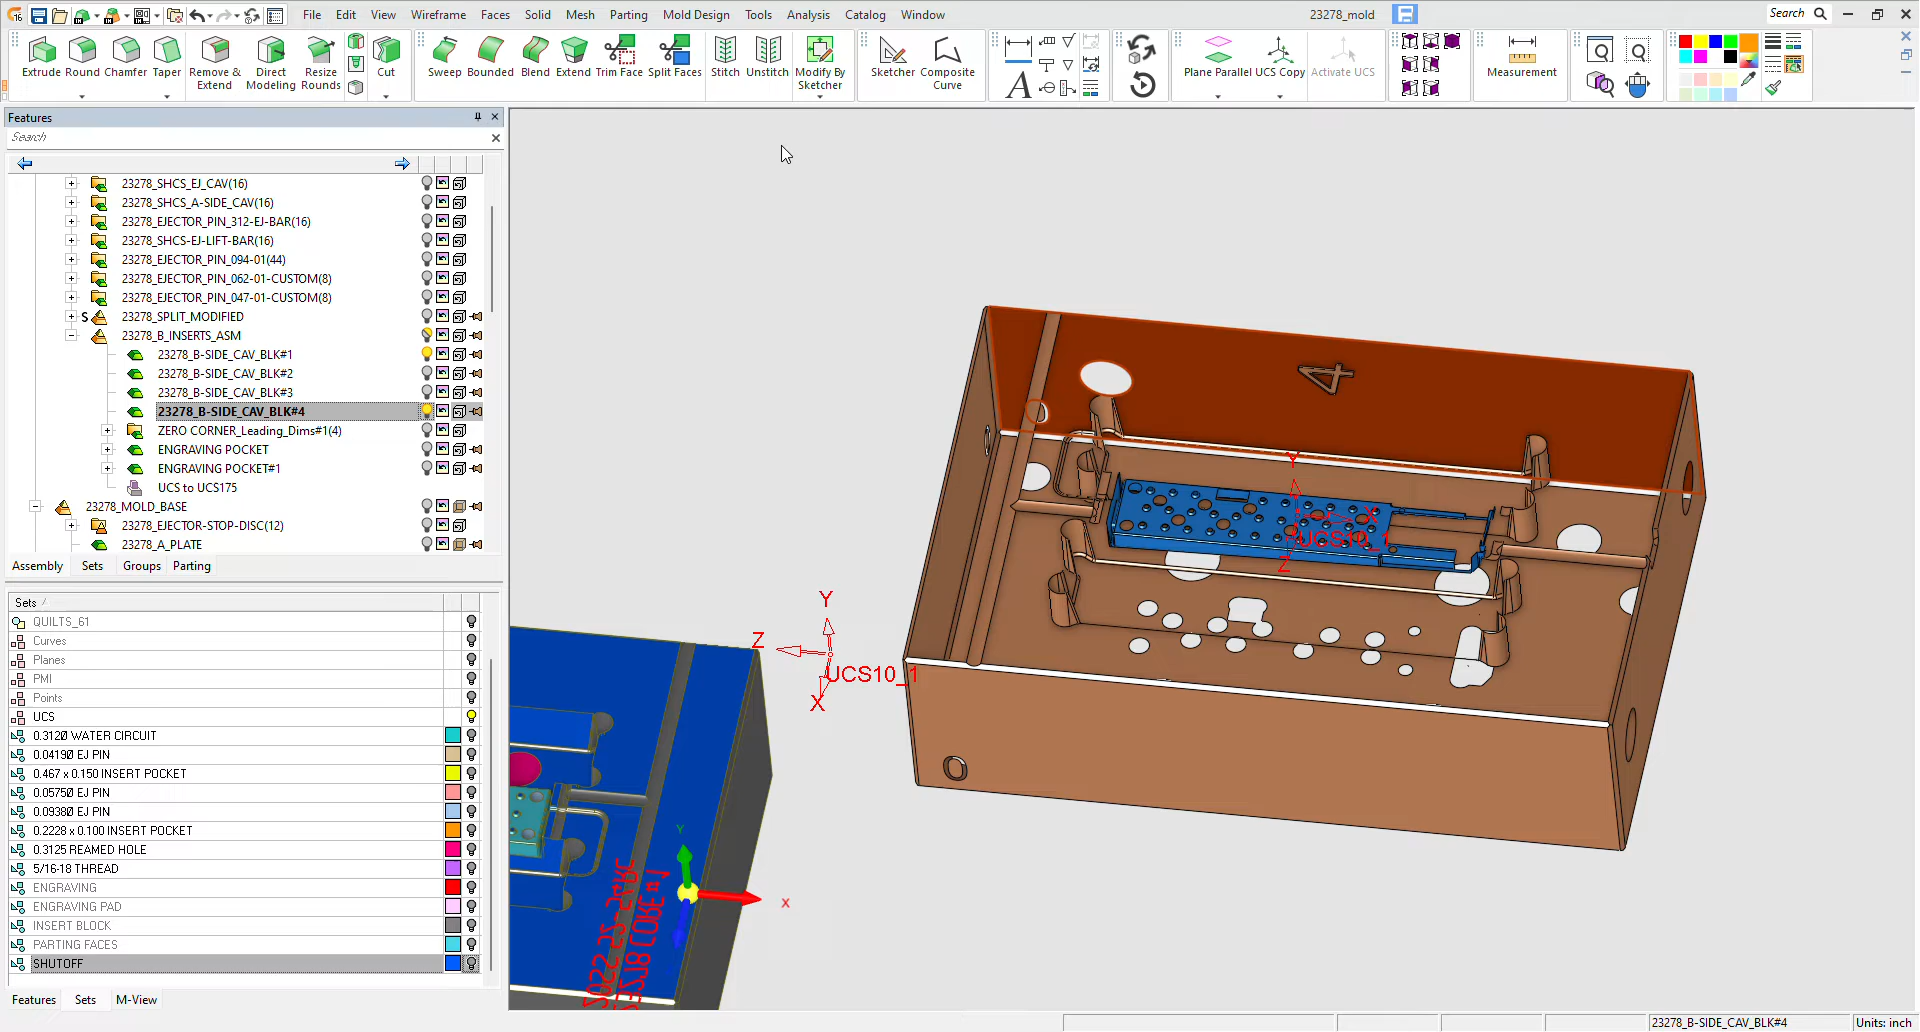 16
File Edit View Wireframe Faces Solid Mesh Parting Mold Design Tools Analysis Catalog Window
23278_mold
Search
Extrude Round Chamfer Taper Remove & Extend Direct Modeling Resize Rounds Cut Sweep Bounded Blend Extend Trim Face Split Faces Stitch Unstitch Modify By Sketcher Sketcher Composite Curve Plane Parallel UCS Copy Activate UCS Measurement
Features
Search
23278_SHCS_EJ_CAV(16)
23278_SHCS_A-SIDE_CAV(16)
23278_EJECTOR_PIN_312-EJ-BAR(16)
23278_SHCS-EJ-LIFT-BAR(16)
23278_EJECTOR_PIN_094-01(44)
23278_EJECTOR_PIN_062-01-CUSTOM(8)
23278_EJECTOR_PIN_047-01-CUSTOM(8)
S 23278_SPLIT_MODIFIED
23278_B_INSERTS_ASM
23278_B-SIDE_CAV_BLK#1
23278_B-SIDE_CAV_BLK#2
23278_B-SIDE_CAV_BLK#3
23278_B-SIDE_CAV_BLK#4
ZERO CORNER_Leading_Dims#1(4)
ENGRAVING POCKET
ENGRAVING POCKET#1
UCS to UCS175
23278_MOLD_BASE
23278_EJECTOR-STOP-DISC(12)
23278_A_PLATE
Assembly Sets Groups Parting
Sets
QUILTS_61
Curves
Planes
PMI
Points
UCS
0.312Ø WATER CIRCUIT
0.0419Ø EJ PIN
0.467 x 0.150 INSERT POCKET
0.0575Ø EJ PIN
0.0938Ø EJ PIN
0.2228 x 0.100 INSERT POCKET
0.3125 REAMED HOLE
5/16-18 THREAD
ENGRAVING
ENGRAVING PAD
INSERT BLOCK
PARTING FACES
SHUTOFF
Features Sets M-View
4
Y
X
UCS10_1
Z
Y
Z
UCS10_1
X
0
Y
X
23278_B-SIDE_CAV_BLK#4
Units: inch